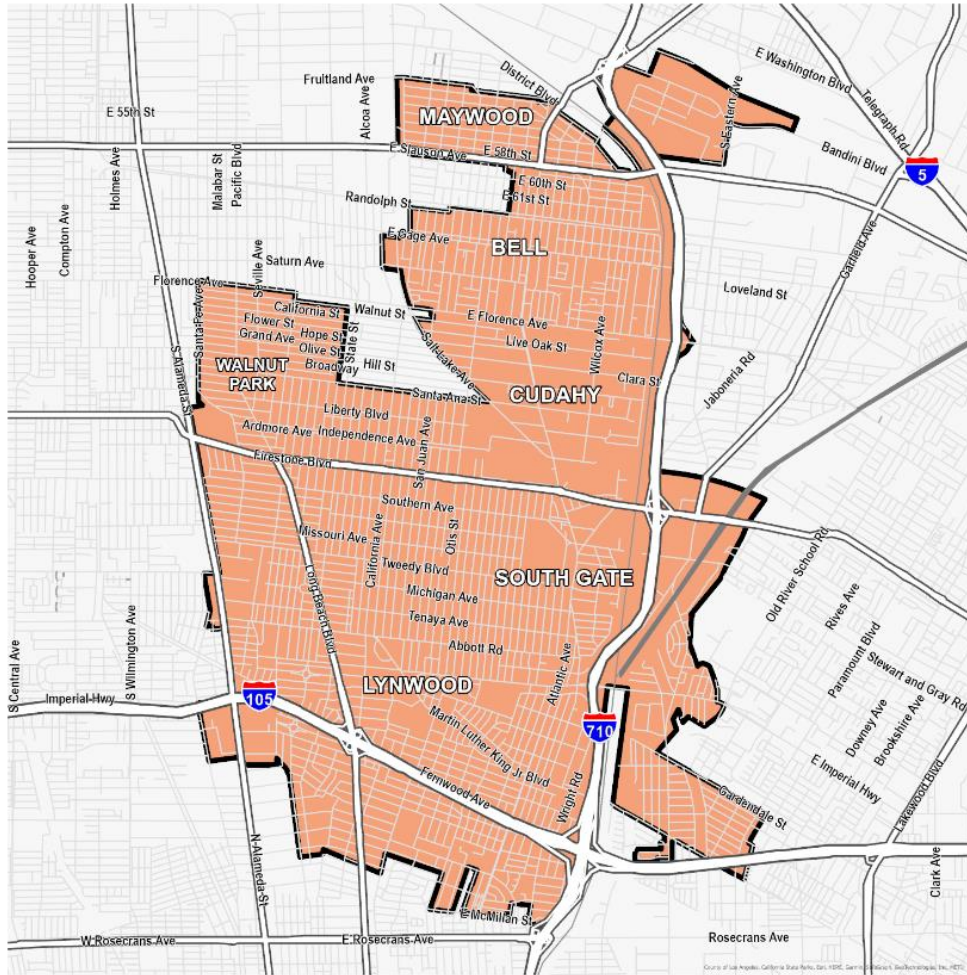 E Washington Blvd
Fruitland Ave
District Blvd
Telegraph Rd
S Eastern Ave
Alcoa Ave
E 55th St
MAYWOOD
E Slauson Ave
E 58th St
Bandini Blvd
5
Holmes Ave
Malabar St
Pacific Blvd
E 60th St
E 61st St
Randolph St
Hooper Ave
Compton Ave
E Gage Ave
BELL
Garfield Ave
Seville Ave
Saturn Ave
Florence Ave
Loveland St
Santa Fe Ave
California St
Walnut St
Flower St
Hope St
Grand Ave
State St
E Florence Ave
Live Oak St
Wilcox Ave
Olive St
Salt Lake Ave
WALNUT
PARK
Broadway
Hill St
S Alameda St
Clara St
Jaboneria Rd
Santa Ana St
CUDAHY
Liberty Blvd
Ardmore Ave
Independence Ave
San Juan Ave
Firestone Blvd
Southern Ave
Missouri Ave
California Ave
Otis St
Tweedy Blvd
Old River School Rd
Long Beach Blvd
SOUTH GATE
Michigan Ave
Rives Ave
Tenaya Ave
Paramount Blvd
Abbott Rd
Atlantic Ave
Stewart and Gray Rd
S Central Ave
S Wilmington Ave
LYNWOOD
Imperial Hwy
105
Martin Luther King Jr Blvd
710
Downey Ave
Brookshire Ave
E Imperial Hwy
Fernwood Ave
Wright Rd
Gardendale St
Lakewood Blvd
N Alameda St
Clark Ave
E McMillan St
W Rosecrans Ave
E Rosecrans Ave
Rosecrans Ave